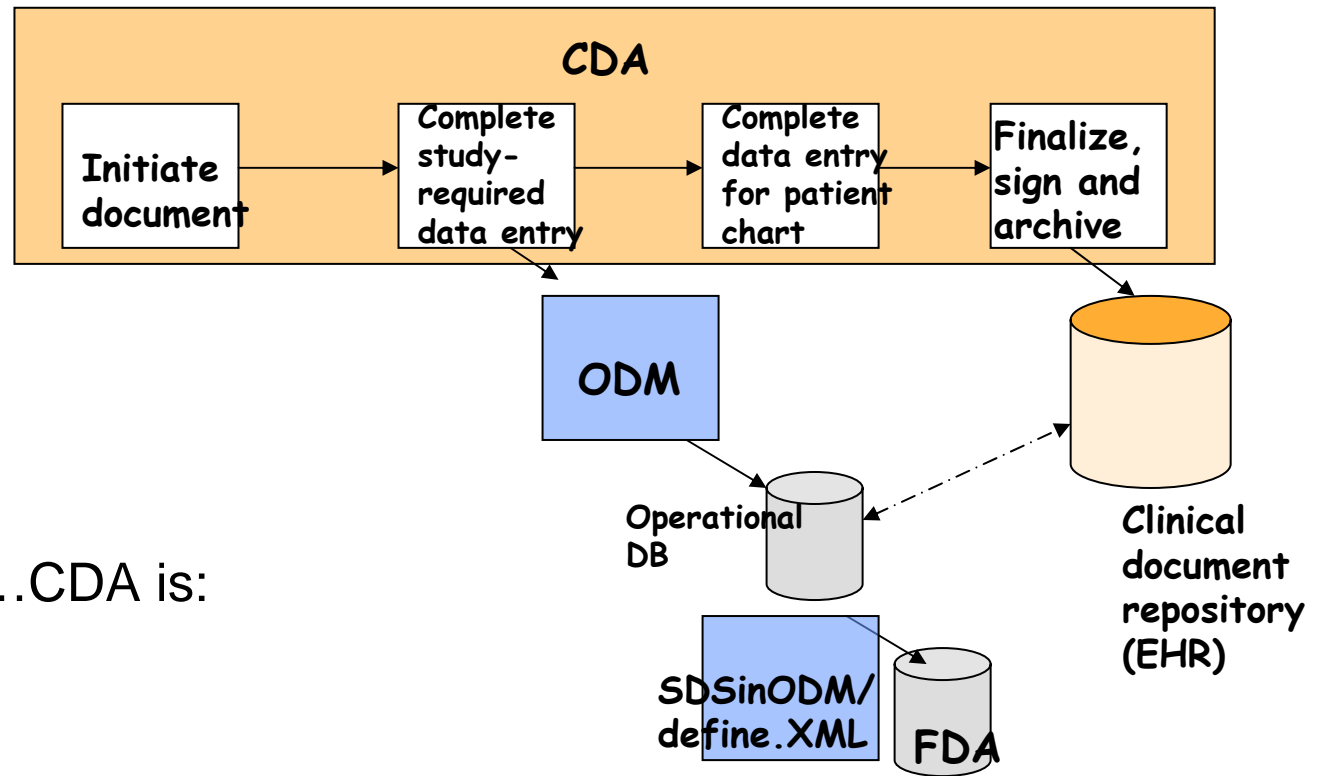 CDA
Initiate
document
Complete
study-
required
data entry
Complete
data entry
for patient
chart
Finalize,
sign and
archive
ODM
Operational
DB
Clinical
document
repository
(EHR)
..CDA is:
SDSinODM/
define.XML
FDA